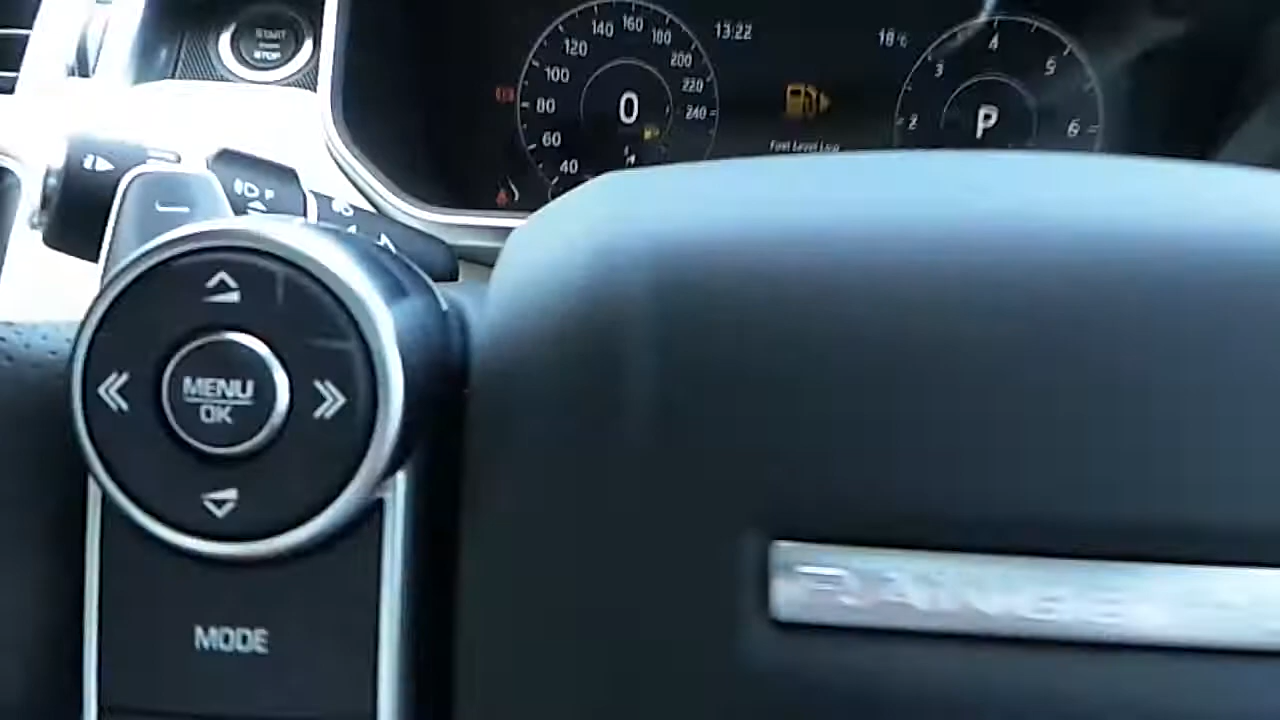 START
STOP
140 160 180
120 200
100 220
80 0 240
60
40
13:22
18°C
Fuel Level Low
4
3 5
2 P 6
MENU
OK
MODE
RANGE